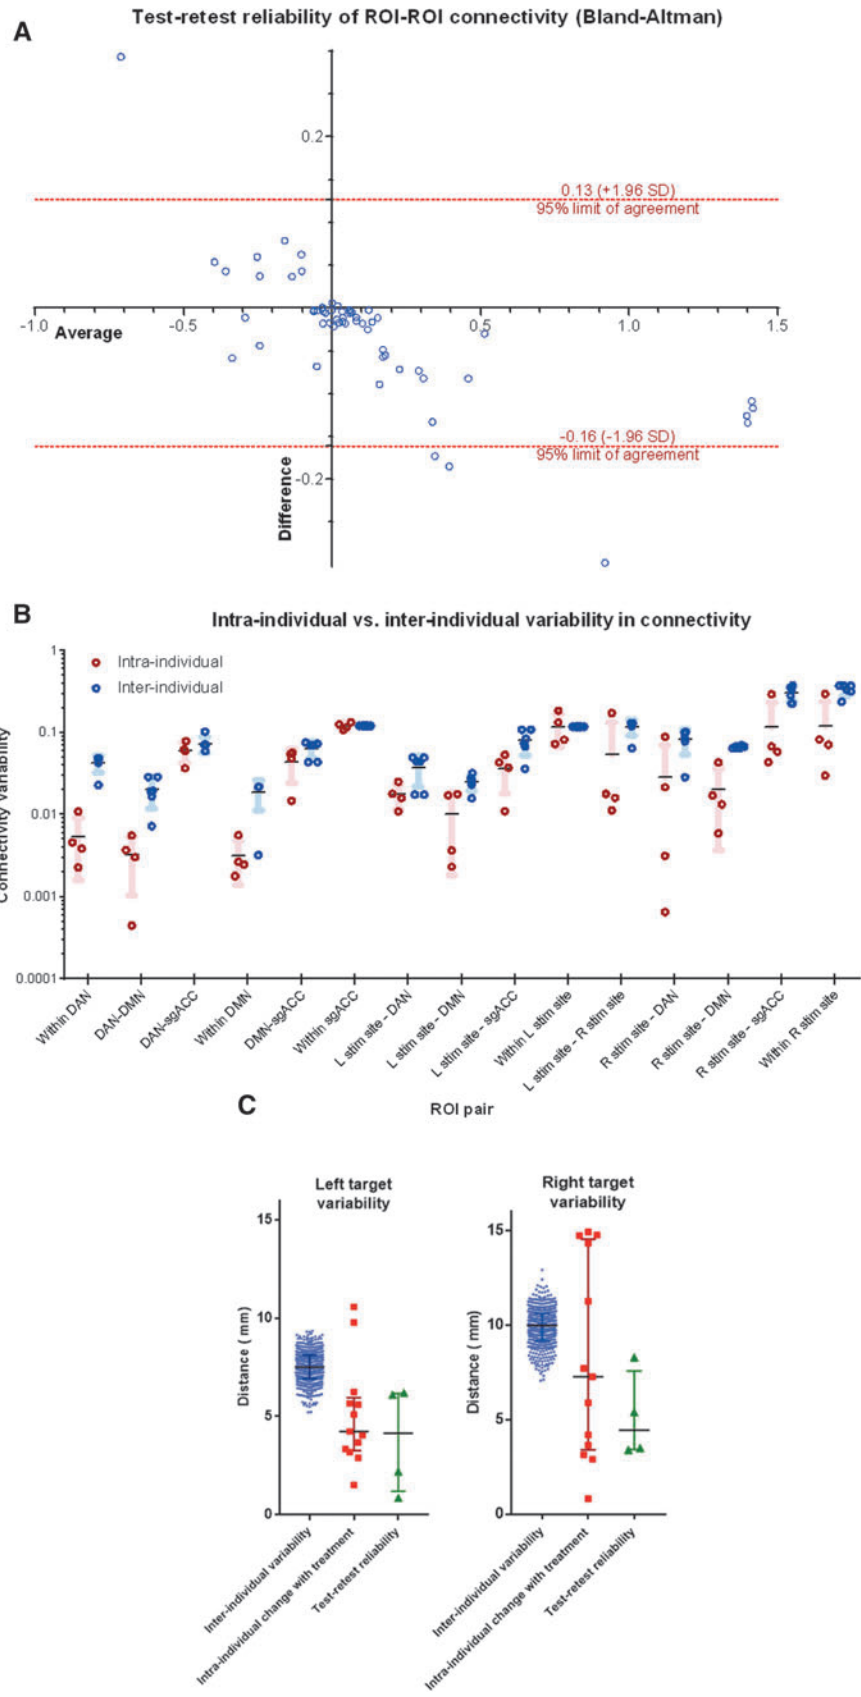 Test-retest reliability of ROI-ROI connectivity (Bland-Altman)
A
0.2
0.13 (+1.96 SD)
95% limit of agreement
-1.0
-0.5
0.5
1.0
1.5
Average
-0.16 (-1.96 SD)
95% limit of agreement
-0.2
Difference
B
Intra-individual vs. inter-individual variability in connectivity
Intra-individual
Inter-individual
1
0.1
0.01
0.001
0.0001
Connectivity variability
Within DAN
DAN-DMN
DAN-sgACC
Within DMN
DMN-sgACC
Within sgACC
L stim site - DAN
L stim site - DMN
L stim site - sgACC
Within L stim site
L stim site - R stim site
R stim site - DAN
R stim site - DMN
R stim site - sgACC
Within R stim site
ROI pair
C
Left target
variability
15
10
5
0
Distance ( mm)
Inter-individual variability
Intra-individual change with treatment
Test-retest reliability
Right target
variability
15
10
5
0
Distance ( mm)
Inter-individual variability
Intra-individual change with treatment
Test-retest reliability